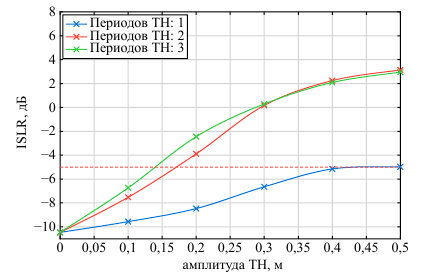 8
6
4
2
0
−2
−4
−6
−8
−10
ISLR, дБ
Периодов ТН: 1
Периодов ТН: 2
Периодов ТН: 3
0 0,05 0,1 0,15 0,2 0,25 0,3 0,35 0,4 0,45 0,5
амплитуда ТН, м